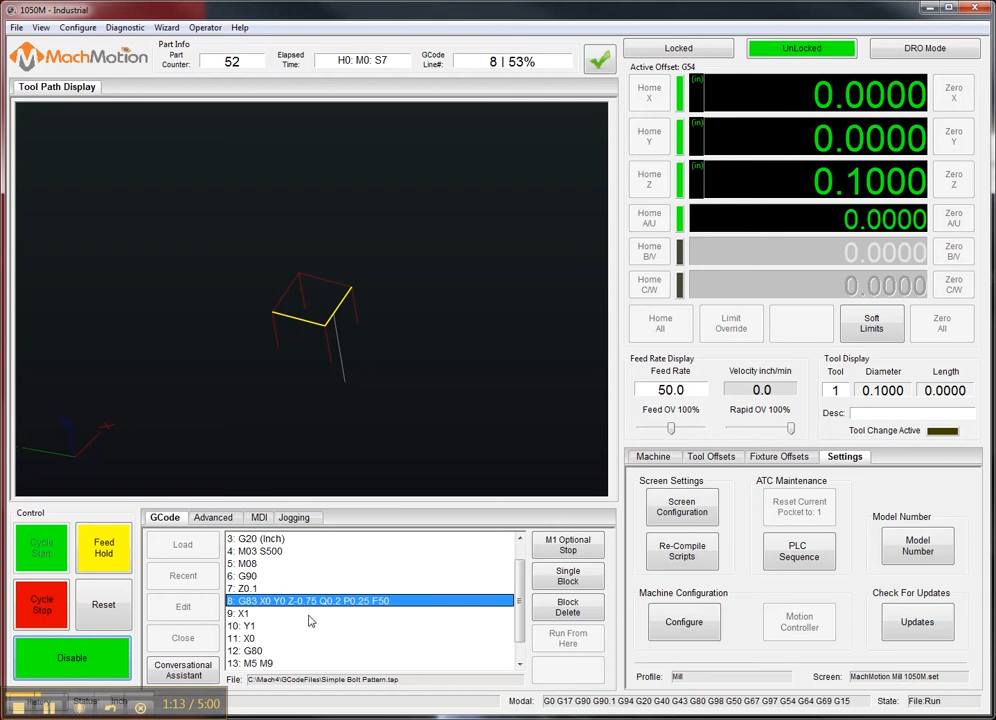 1050M - Industrial
File View Configure Diagnostic Wizard Operator Help
MachMotion
Part Info
Part Counter: 52
Elapsed Time: H0: M0: S7
GCode Line#: 8 | 53%
Locked
UnLocked
DRO Mode
Tool Path Display
Active Offset: G54
Home X (in) 0.0000 Zero X
Home Y (in) 0.0000 Zero Y
Home Z (in) 0.1000 Zero Z
Home A/U 0.0000 Zero A/U
Home B/V 0.0000 Zero B/V
Home C/W 0.0000 Zero C/W
Home All
Limit Override
Soft Limits
Zero All
Feed Rate Display
Feed Rate Velocity inch/min
50.0 0.0
Feed OV 100% Rapid OV 100%
Tool Display
Tool Diameter Length
1 0.1000 0.0000
Desc:
Tool Change Active
Machine Tool Offsets Fixture Offsets Settings
Screen Settings
Screen Configuration
Re-Compile Scripts
ATC Maintenance
Reset Current Pocket to: 1
PLC Sequence
Model Number
Model Number
Machine Configuration
Configure
Motion Controller
Check For Updates
Updates
Profile: Mill
Screen: MachMotion Mill 1050M.set
Control
Cycle Start
Feed Hold
Cycle Stop
Reset
Disable
GCode Advanced MDI Jogging
Load
Recent
Edit
Close
Conversational Assistant
3: G20 (Inch)
4: M03 S500
5: M08
6: G90
7: Z0.1
8: G83 X0 Y0 Z-0.75 Q0.2 P0.25 F50
9: X1
10: Y1
11: X0
12: G80
13: M5 M9
M1 Optional Stop
Single Block
Block Delete
Run From Here
File: C:\Mach4\GCodeFiles\Simple Bolt Pattern.tap
History Status: Inch
1:13 / 5:00
Modal: G0 G17 G90 G90.1 G94 G20 G40 G43 G80 G98 G50 G54 G67 G97 G64 G69 G15
State: File:Run